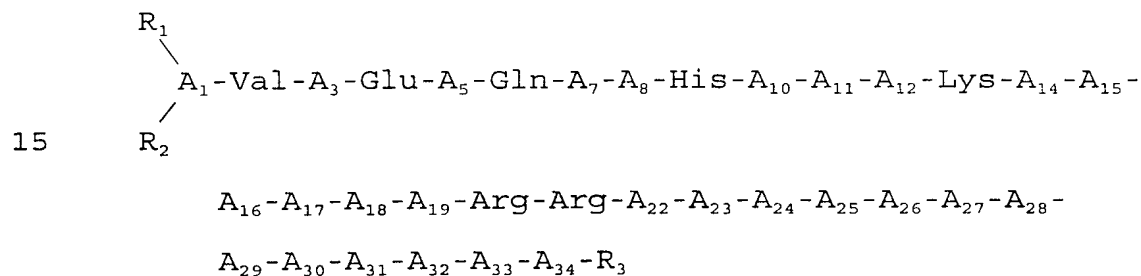 R₁
A₁-Val-A₃-Glu-A₅-Gln-A₇-A₈-His-A₁₀-A₁₁-A₁₂-Lys-A₁₄-A₁₅-
15 R₂
A₁₆-A₁₇-A₁₈-A₁₉-Arg-Arg-A₂₂-A₂₃-A₂₄-A₂₅-A₂₆-A₂₇-A₂₈-
A₂₉-A₃₀-A₃₁-A₃₂-A₃₃-A₃₄-R₃